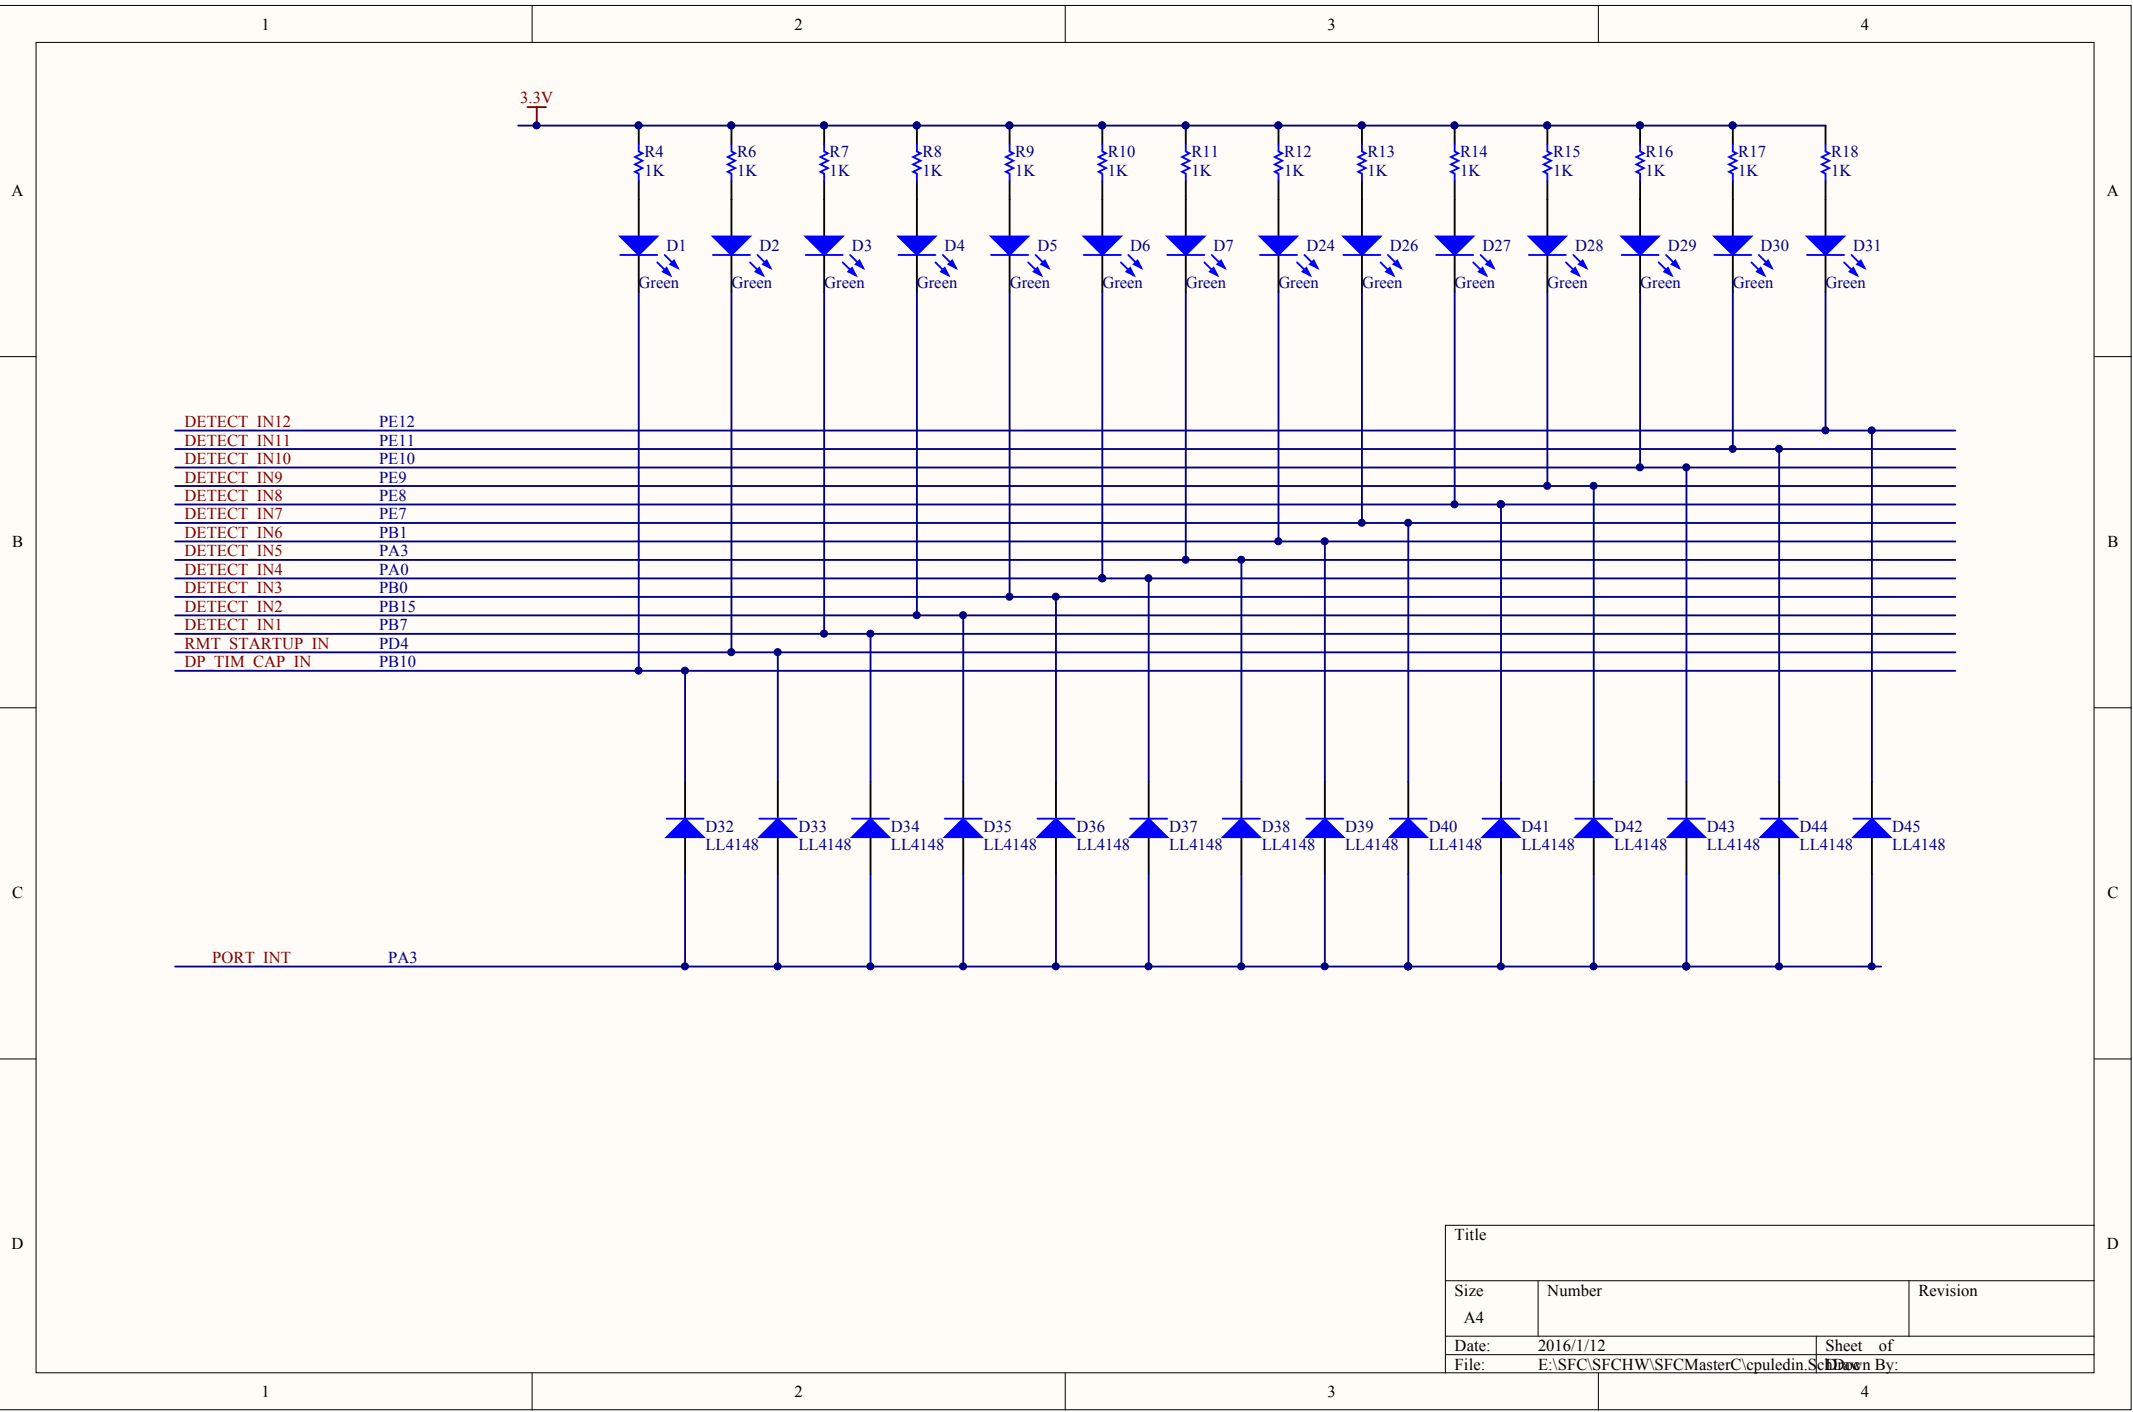 1 2 3 4
3.3V
R4 R6 R7 R8 R9 R10 R11 R12 R13 R14 R15 R16 R17 R18
1K 1K 1K 1K 1K 1K 1K 1K 1K 1K 1K 1K 1K 1K
A A
D1 D2 D3 D4 D5 D6 D7 D24 D26 D27 D28 D29 D30 D31
Green Green Green Green Green Green Green Green Green Green Green Green Green Green
DETECT_IN12 PE12
DETECT_IN11 PE11
DETECT_IN10 PE10
DETECT_IN9 PE9
DETECT_IN8 PE8
DETECT_IN7 PE7
DETECT_IN6 PB1
B B
DETECT_IN5 PA3
DETECT_IN4 PA0
DETECT_IN3 PB0
DETECT_IN2 PB15
DETECT_IN1 PB7
RMT_STARTUP_IN PD4
DP_TIM_CAP_IN PB10
D32 D33 D34 D35 D36 D37 D38 D39 D40 D41 D42 D43 D44 D45
LL4148 LL4148 LL4148 LL4148 LL4148 LL4148 LL4148 LL4148 LL4148 LL4148 LL4148 LL4148 LL4148 LL4148
C C
PORT_INT PA3
D D
Title
Size Number Revision
A4
Date: 2016/1/12 Sheet of
File: E:\SFC\SFCHW\SFCMasterC\cpuledin.SchDoc Drawn By:
1 2 3 4